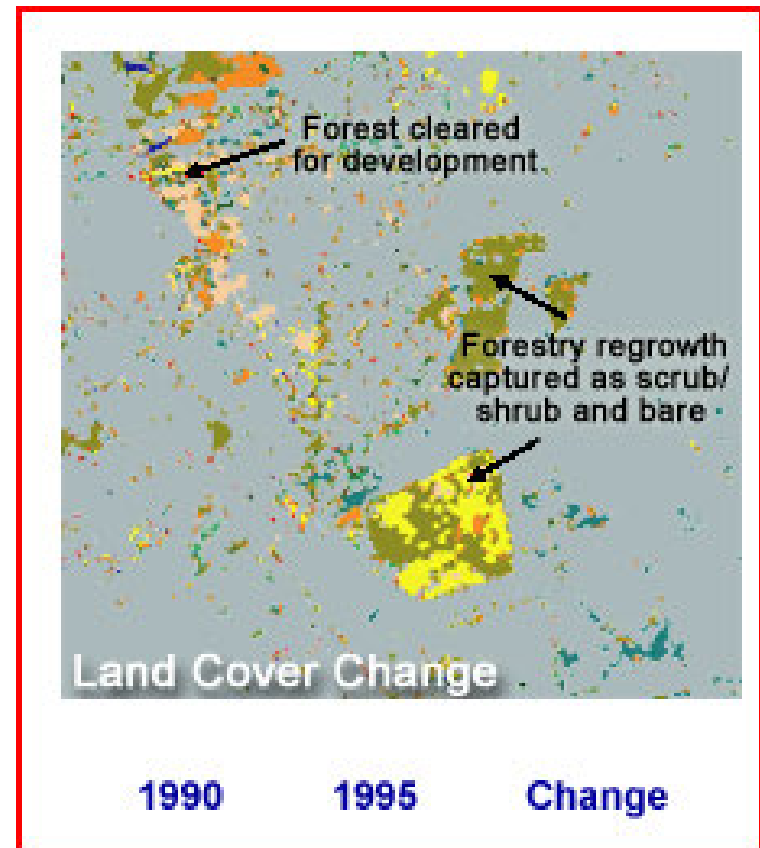 Forest cleared
for development
Forestry regrowth
captured as scrub/
shrub and bare
Land Cover Change
1990 1995 Change